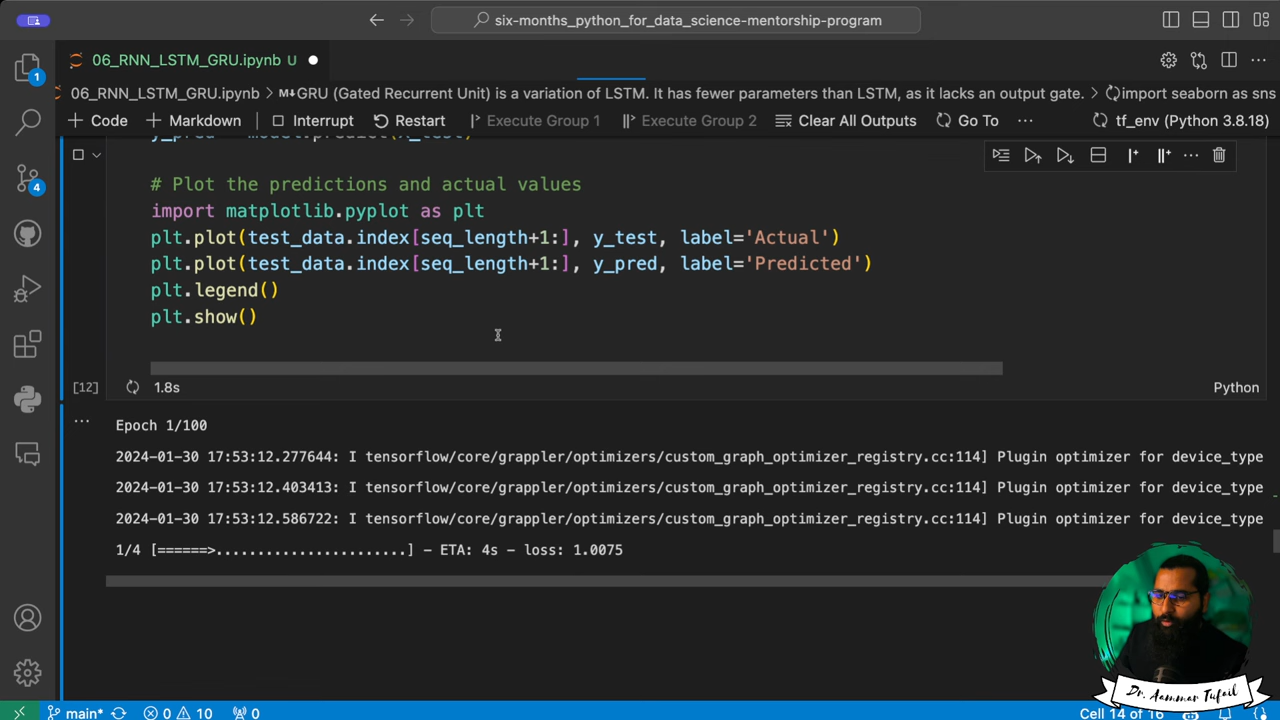 six-months_python_for_data_science-mentorship-program
06_RNN_LSTM_GRU.ipynb U
06_RNN_LSTM_GRU.ipynb > M↓GRU (Gated Recurrent Unit) is a variation of LSTM. It has fewer parameters than LSTM, as it lacks an output gate. > import seaborn as sns
+ Code + Markdown Interrupt Restart Execute Group 1 Execute Group 2 Clear All Outputs Go To ... tf_env (Python 3.8.18)
y_pred = model.predict(X_test)
# Plot the predictions and actual values
import matplotlib.pyplot as plt
plt.plot(test_data.index[seq_length+1:], y_test, label='Actual')
plt.plot(test_data.index[seq_length+1:], y_pred, label='Predicted')
plt.legend()
plt.show()
[12] 1.8s Python
... Epoch 1/100
2024-01-30 17:53:12.277644: I tensorflow/core/grappler/optimizers/custom_graph_optimizer_registry.cc:114] Plugin optimizer for device_type
2024-01-30 17:53:12.403413: I tensorflow/core/grappler/optimizers/custom_graph_optimizer_registry.cc:114] Plugin optimizer for device_type
2024-01-30 17:53:12.586722: I tensorflow/core/grappler/optimizers/custom_graph_optimizer_registry.cc:114] Plugin optimizer for device_type
1/4 [======>.......................] - ETA: 4s - loss: 1.0075
1
4
Dr. Aammar Tufail
main* 0 10 0 Cell 14 of 16